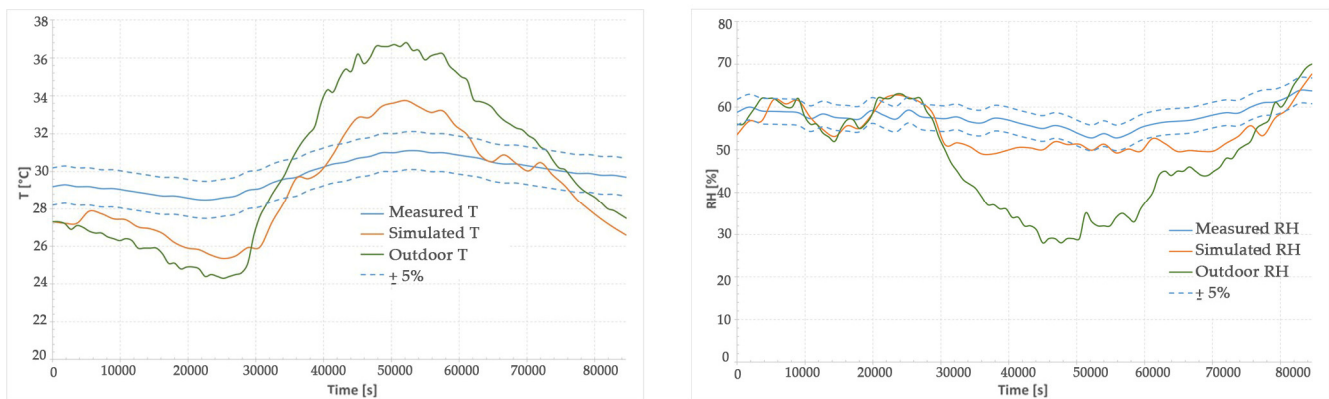 38
36
34
32
30
28
26
24
22
20
T [°C]
Measured T
Simulated T
Outdoor T
± 5%
0 10000 20000 30000 40000 50000 60000 70000 80000
Time [s]
80
70
60
50
40
30
20
10
0
RH [%]
Measured RH
Simulated RH
Outdoor RH
± 5%
0 10000 20000 30000 40000 50000 60000 70000 80000
Time [s]